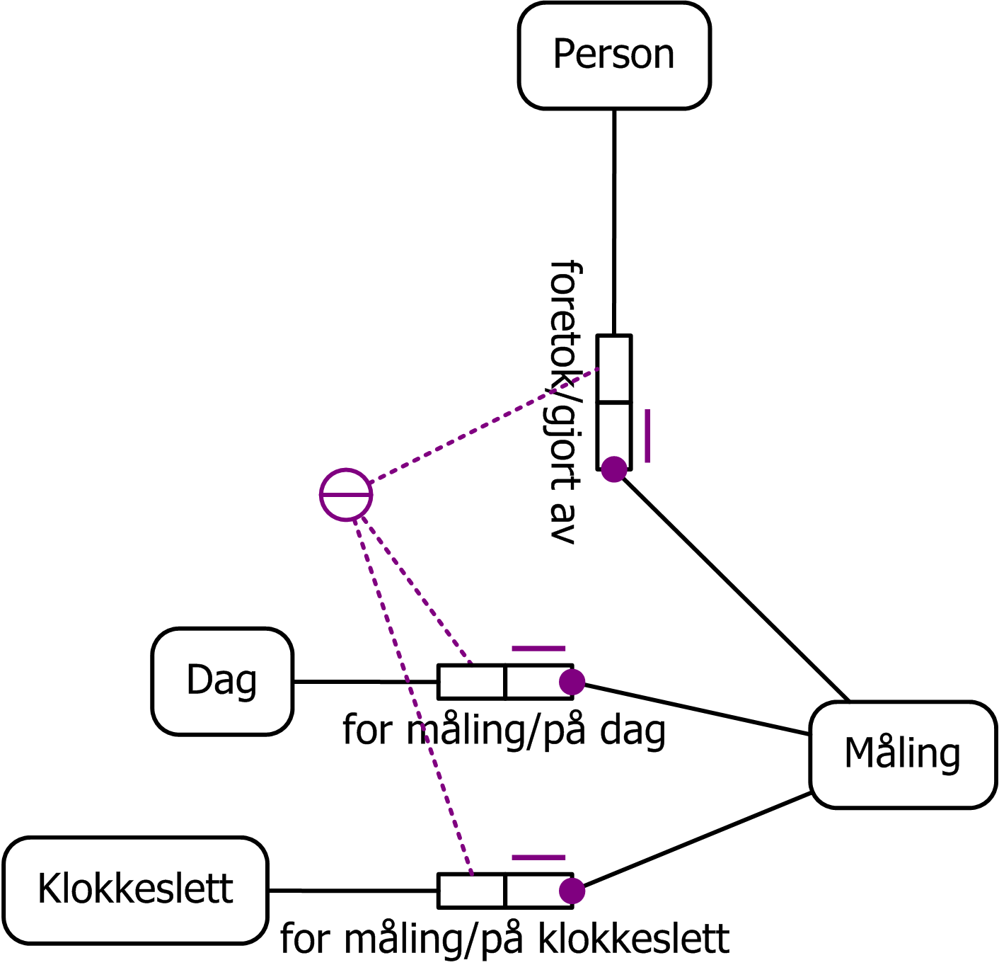 Person
foretok/gjort av
Dag
for måling/på dag
Måling
Klokkeslett
for måling/på klokkeslett